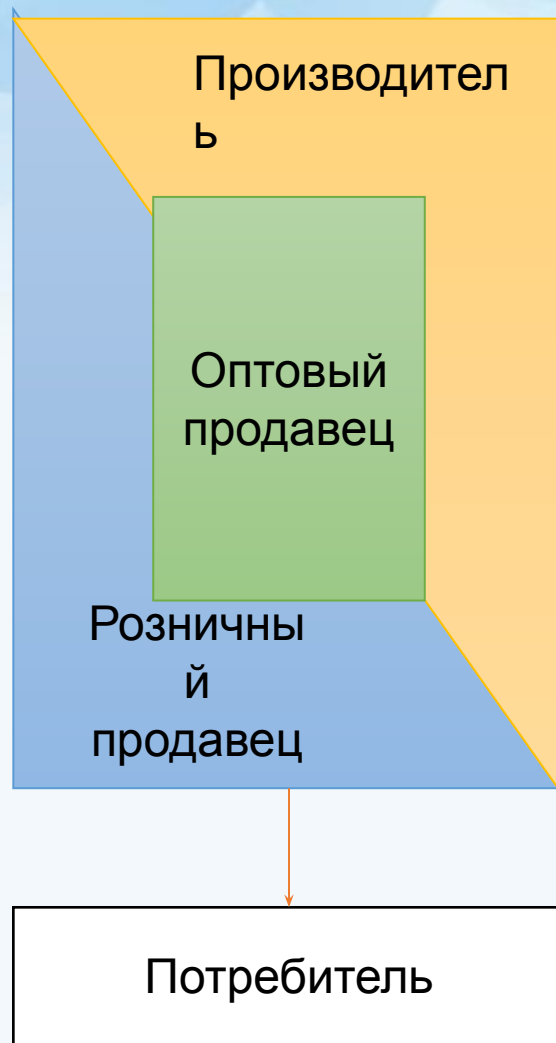 Производител
ь
Оптовый
продавец
Розничны
й
продавец
Потребитель